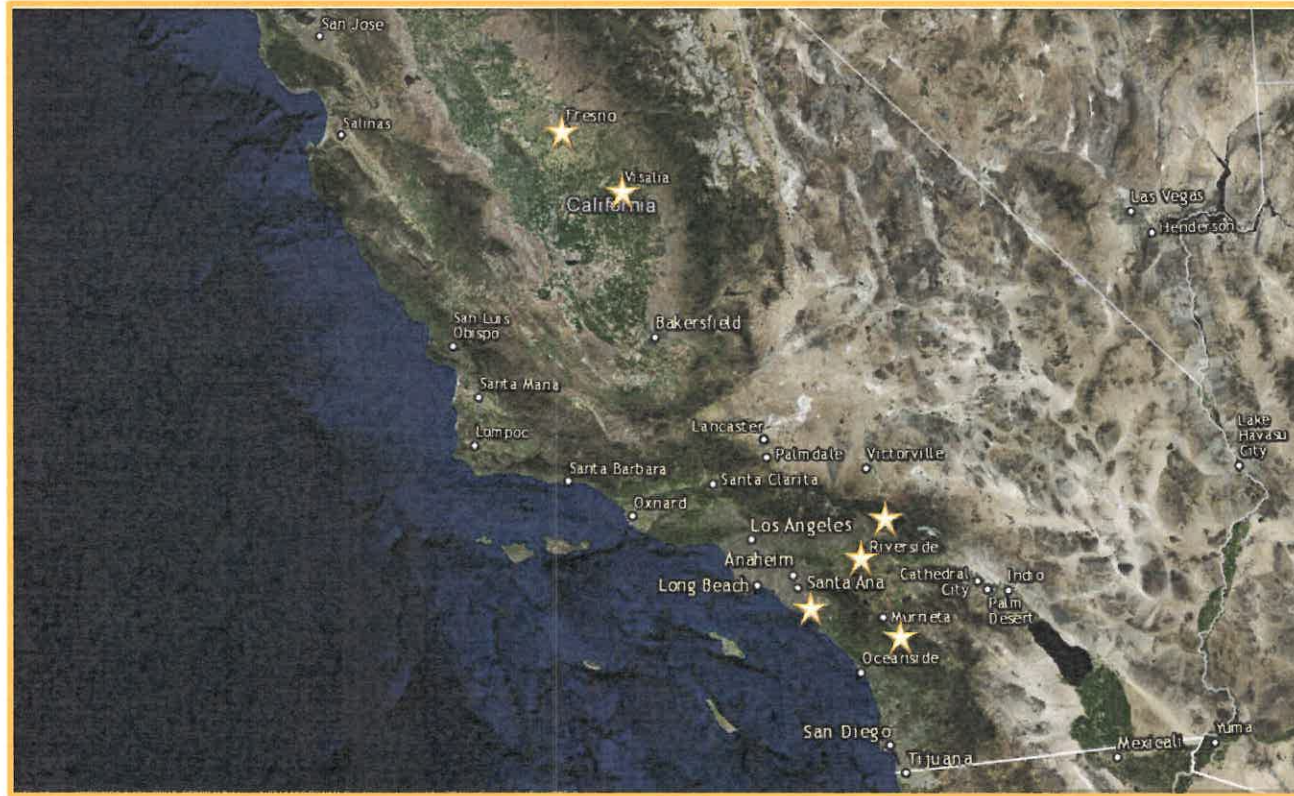 San Jose
Salinas
Fresno
Visalia
California
Las Vegas
Henderson
San Luis
Obispo
Bakersfield
Santa Maria
Lompoc
Lancaster
Palmdale
Victorville
Lake
Havasu
City
Santa Barbara
Santa Clarita
Oxnard
Los Angeles
Riverside
Anaheim
Long Beach
Santa Ana
Cathedral
City
Indio
Palm
Desert
Murrieta
Oceanside
San Diego
Tijuana
Mexicali
Yuma